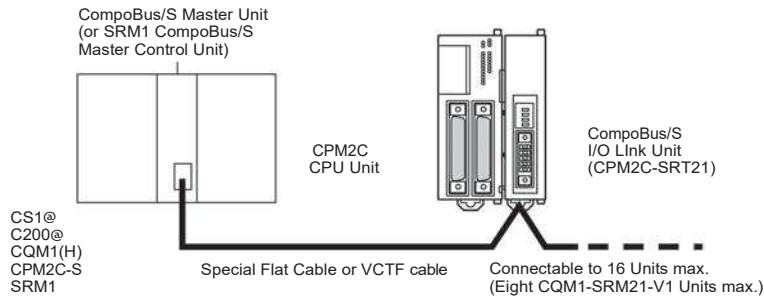 CompoBus/S Master Unit
(or SRM1 CompoBus/S
Master Control Unit)
CPM2C
CPU Unit
CompoBus/S
I/O LInk Unit
(CPM2C-SRT21)
CS1@
C200@
CQM1(H)
CPM2C-S
SRM1
Special Flat Cable or VCTF cable
Connectable to 16 Units max.
(Eight CQM1-SRM21-V1 Units max.)